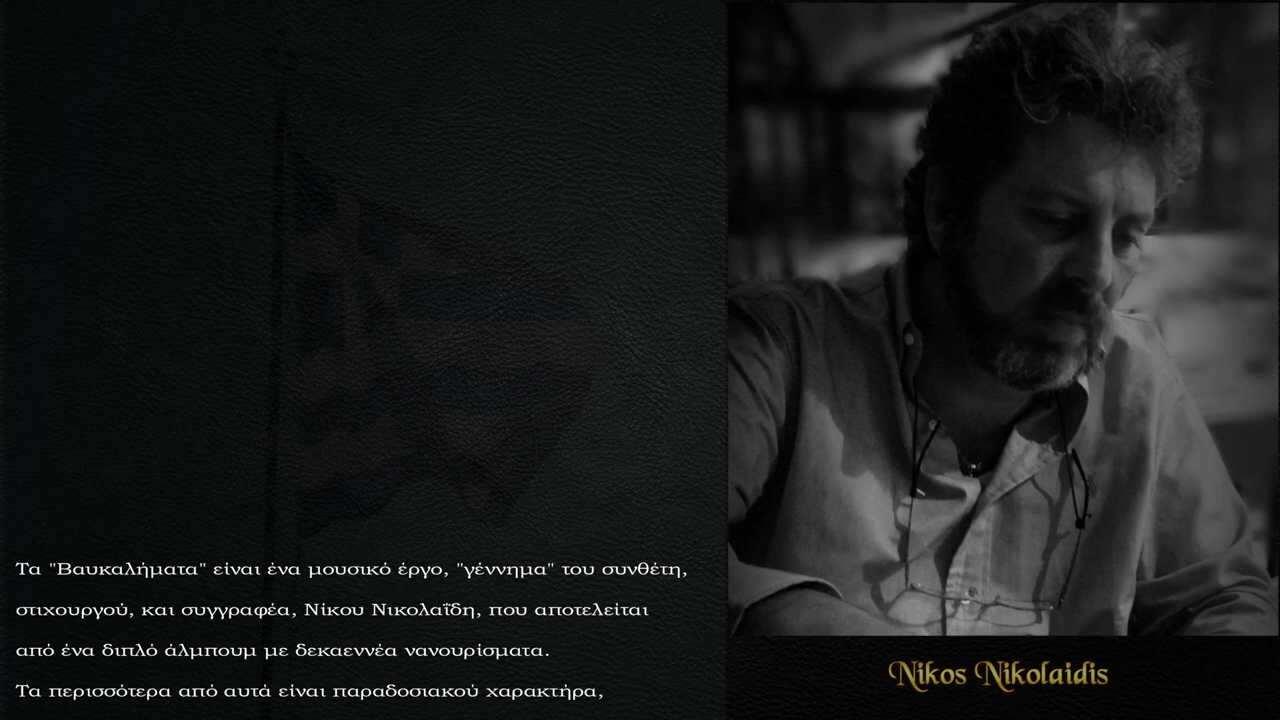 Τα "Βαυκαλήματα" είναι ένα μουσικό έργο, "γέννημα" του συνθέτη,
στιχουργού, και συγγραφέα, Νίκου Νικολαΐδη, που αποτελείται
από ένα διπλό άλμπουμ με δεκαεννέα νανουρίσματα.
Τα περισσότερα από αυτά είναι παραδοσιακού χαρακτήρα,
Nikos Nikolaidis